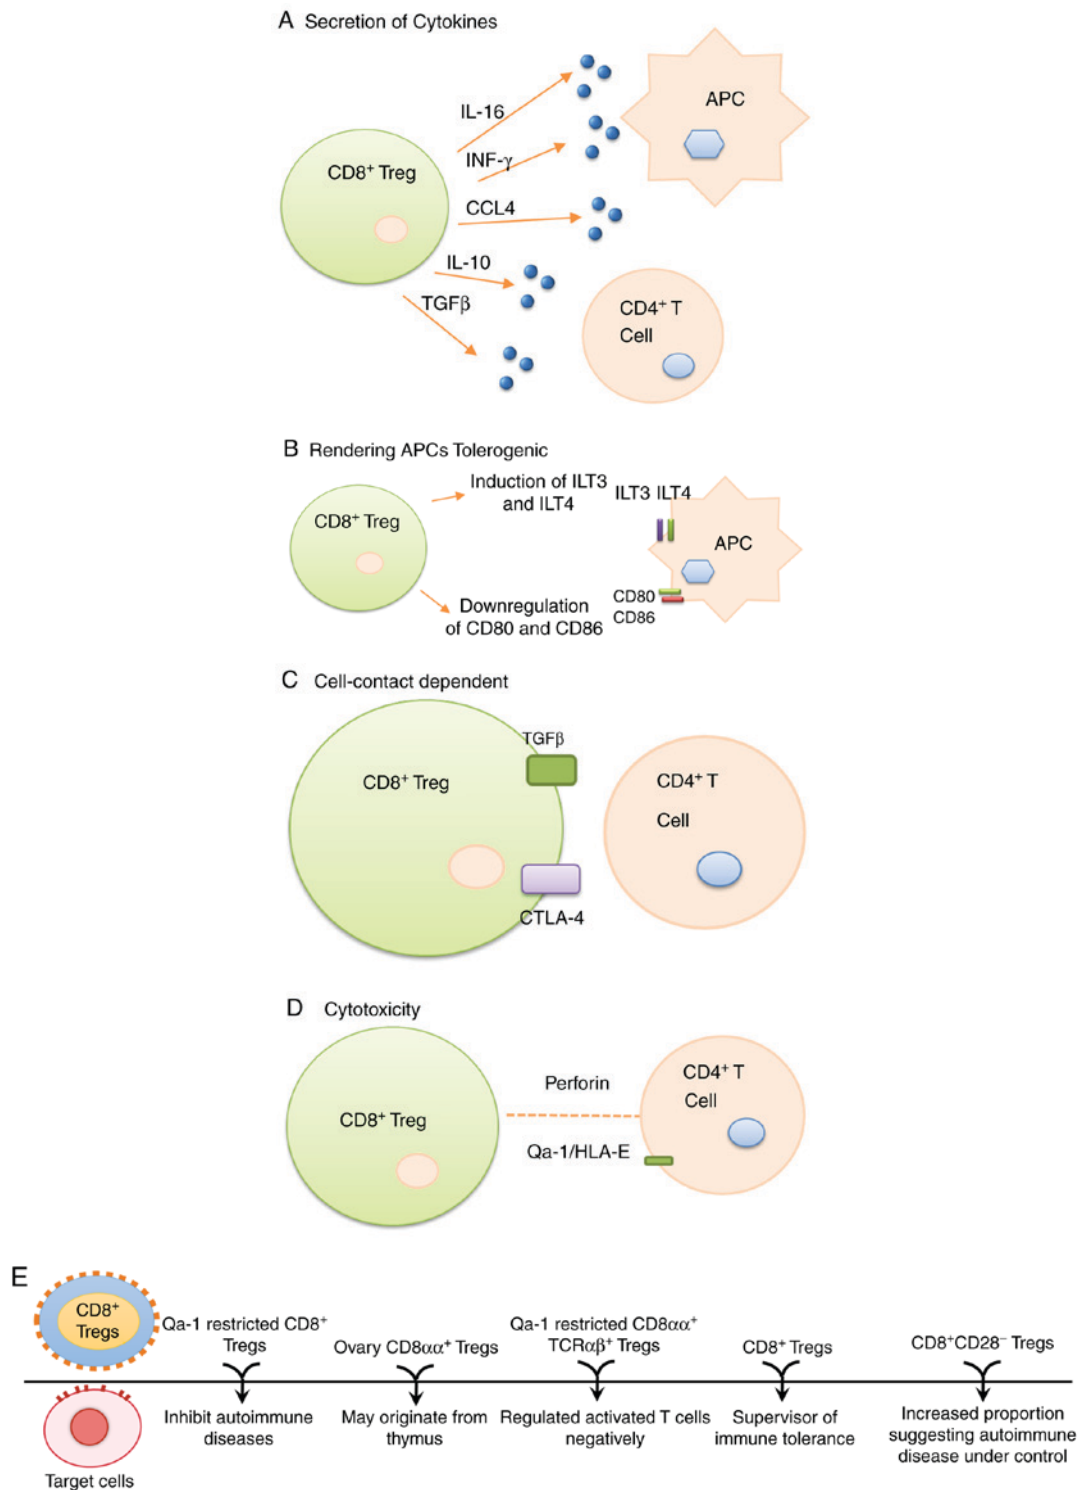 A Secretion of Cytokines
IL-16
INF-γ
CCL4
IL-10
TGFβ
CD8⁺ Treg
APC
CD4⁺ T
Cell
B Rendering APCs Tolerogenic
CD8⁺ Treg
Induction of ILT3
and ILT4
ILT3 ILT4
APC
Downregulation
of CD80 and CD86
CD80
CD86
C Cell-contact dependent
TGFβ
CD8⁺ Treg
CTLA-4
CD4⁺ T
Cell
D Cytotoxicity
CD8⁺ Treg
Perforin
Qa-1/HLA-E
CD4⁺ T
Cell
E
CD8⁺
Tregs
Qa-1 restricted CD8⁺
Tregs
Ovary CD8αα⁺ Tregs
Qa-1 restricted CD8αα⁺
TCRαβ⁺ Tregs
CD8⁺ Tregs
CD8⁺CD28⁻ Tregs
Target cells
Inhibit autoimmune
diseases
May originate from
thymus
Regulated activated T cells
negatively
Supervisor of
immune tolerance
Increased proportion
suggesting autoimmune
disease under control